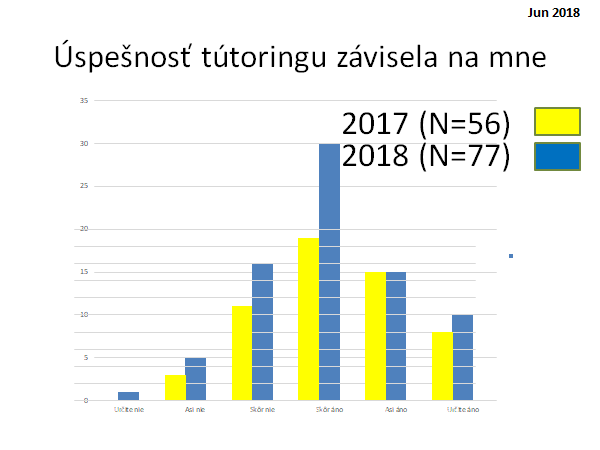 Jun 2018
Úspešnosť tútoringu závisela na mne
35
2017 (N=56)
30
2018 (N=77)
25
20
15
10
5
0
Určite nie
Asi nie
Skôr nie
Skôr áno
Asi áno
Určite áno